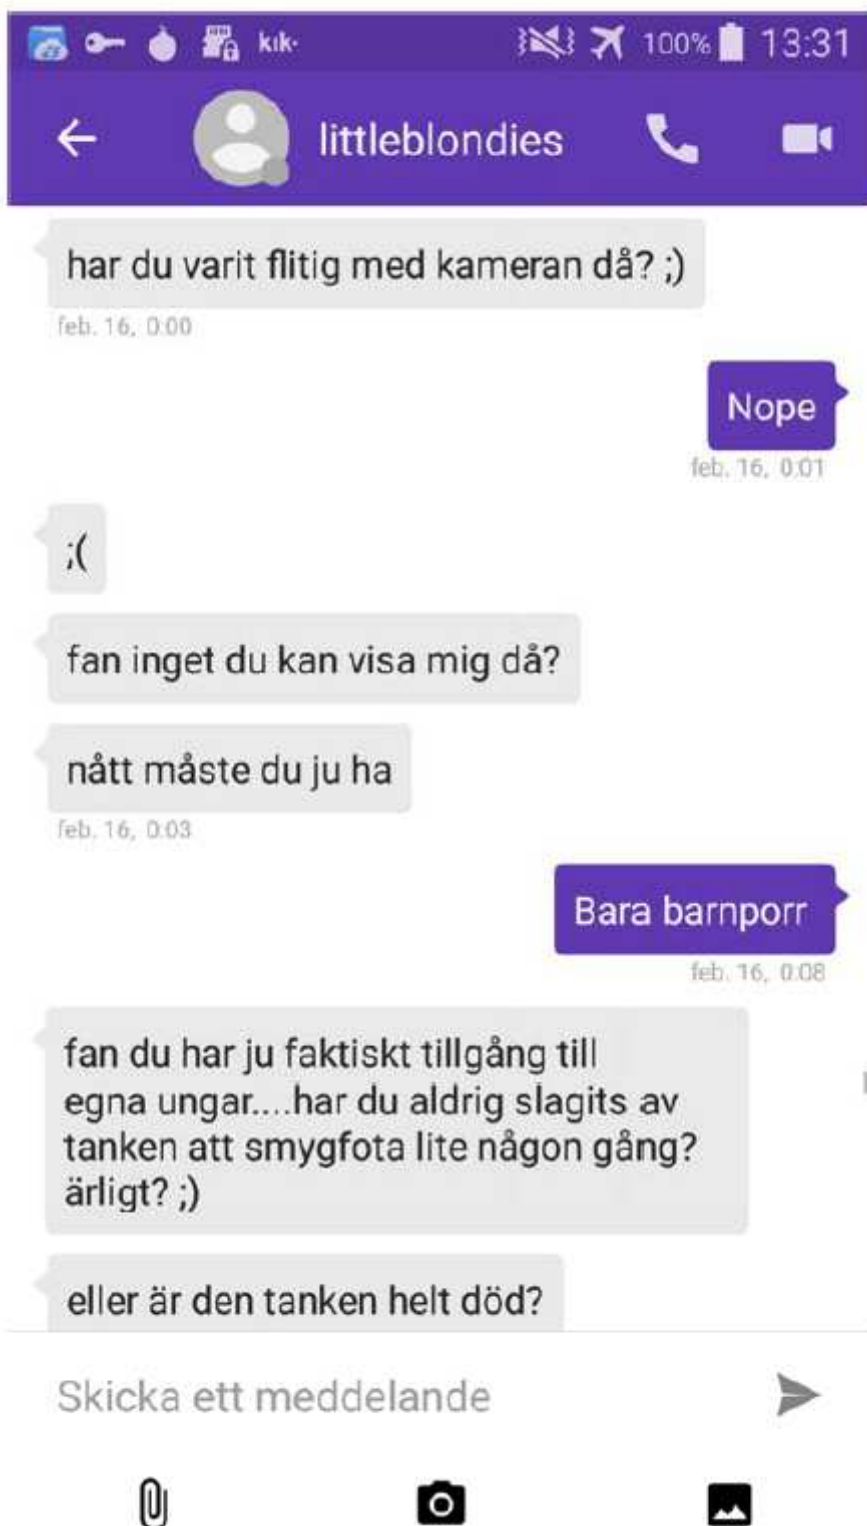 kik·
100%
13:31
littleblondies
har du varit flitig med kameran då? ;)
feb. 16, 0:00
Nope
feb. 16, 0:01
;(
fan inget du kan visa mig då?
nått måste du ju ha
feb. 16, 0:03
Bara barnporr
feb. 16, 0:08
fan du har ju faktiskt tillgång till
egna ungar....har du aldrig slagits av
tanken att smygfota lite någon gång?
ärligt? ;)
eller är den tanken helt död?
Skicka ett meddelande